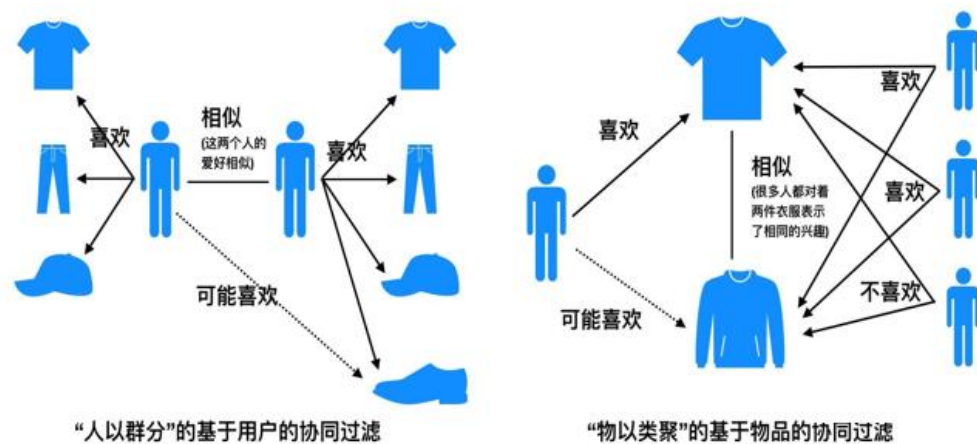 喜欢
相似
(这两个人的
爱好相似)
喜欢
可能喜欢
“人以群分”的基于用户的协同过滤
喜欢
相似
(很多人都对着
两件衣服表示
了相同的兴趣)
可能喜欢
喜欢
喜欢
不喜欢
“物以类聚”的基于物品的协同过滤